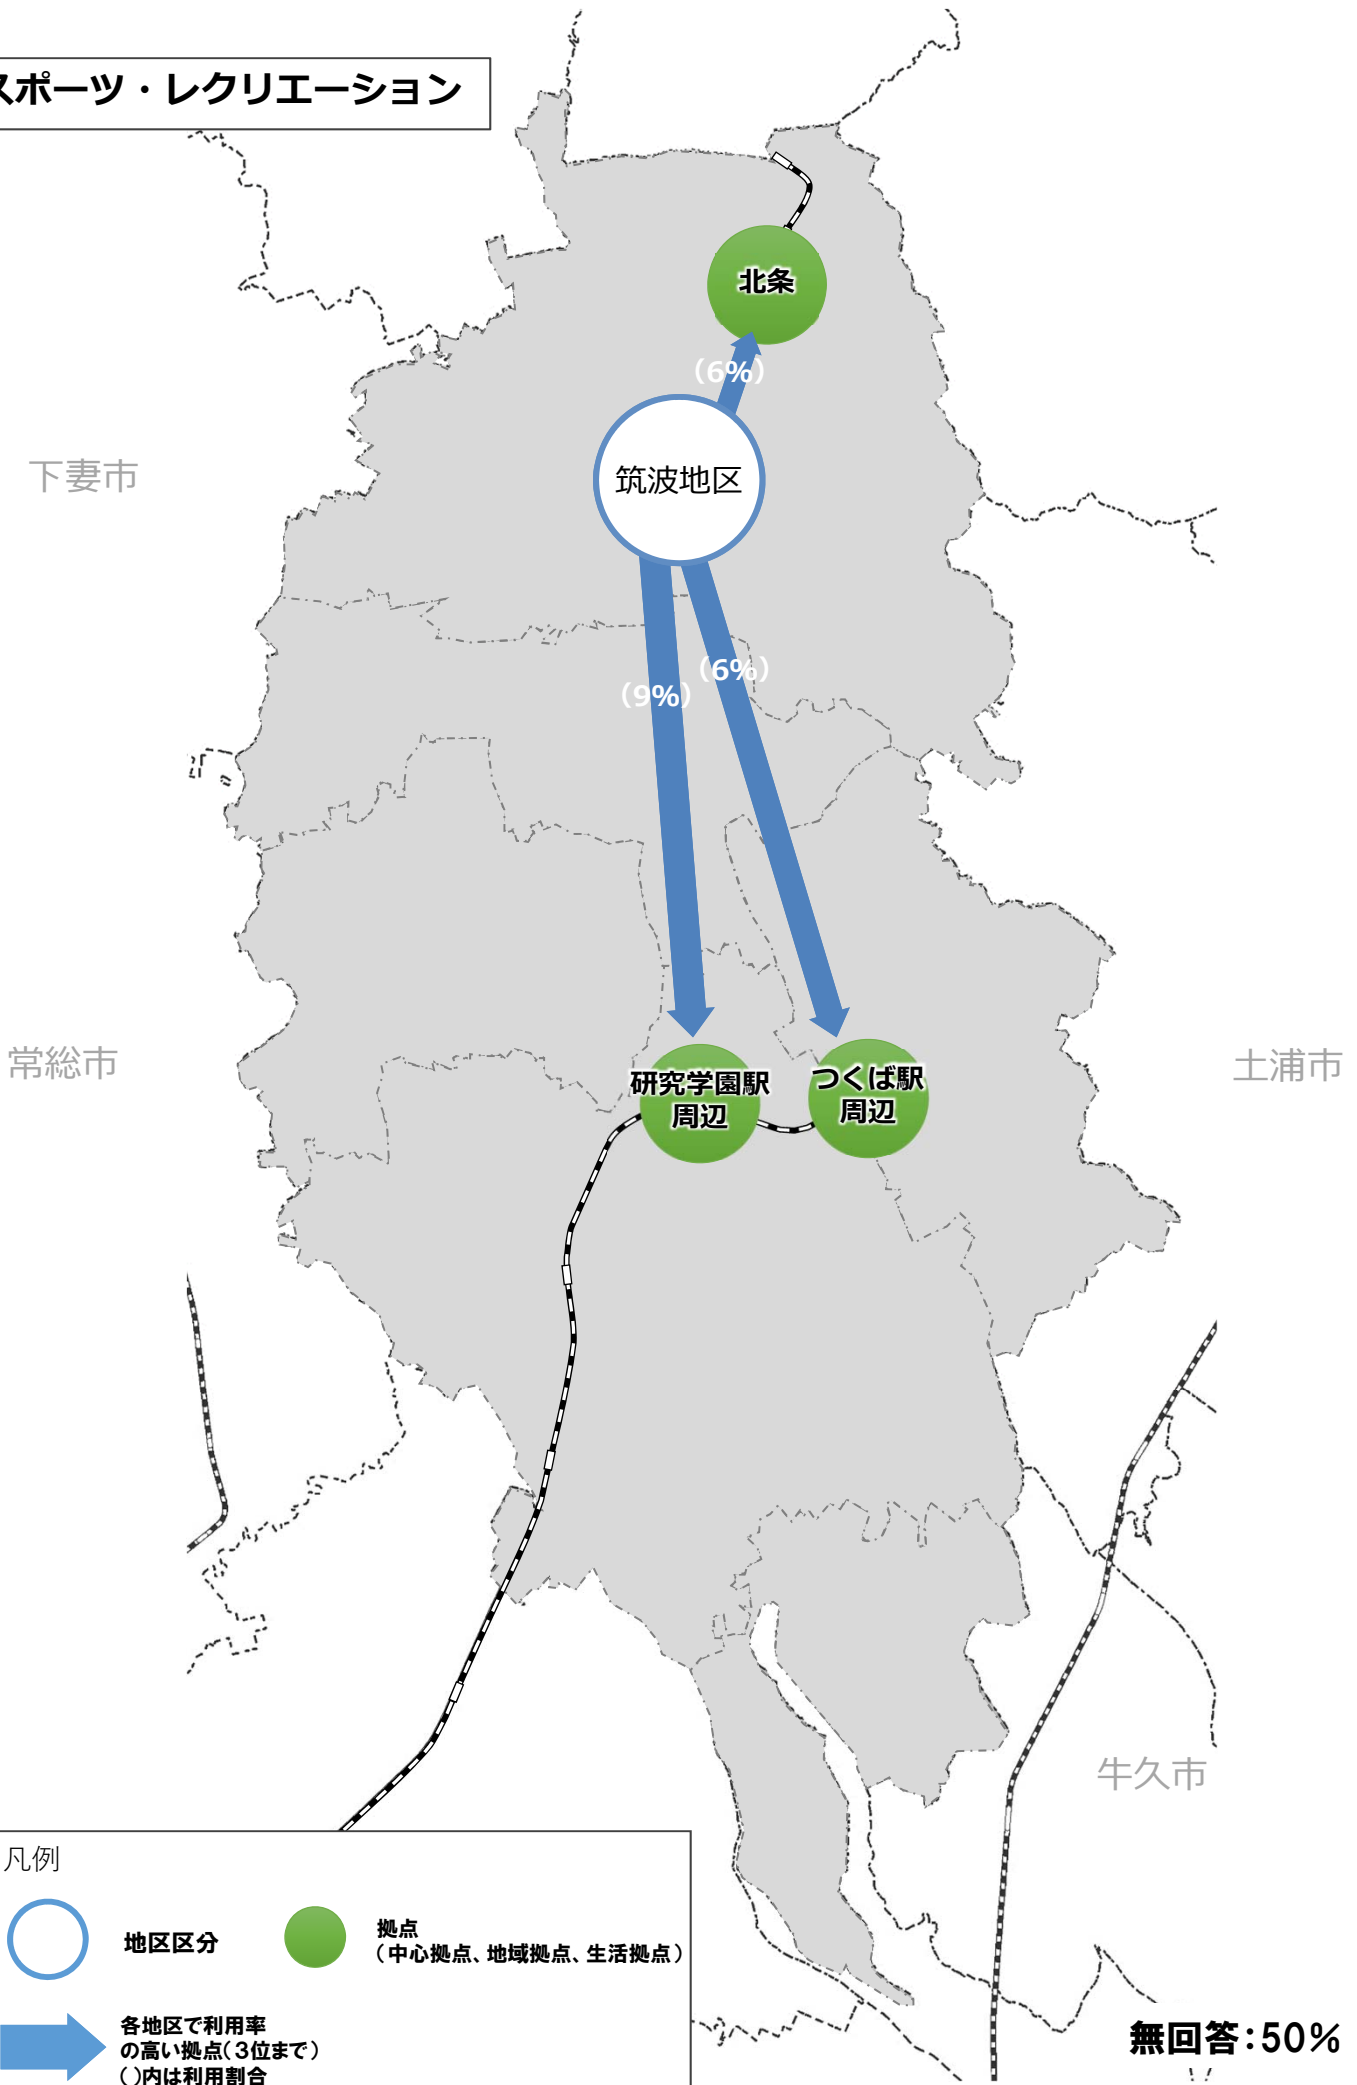 スポーツ・レクリエーション
北条
（6%）
筑波地区
下妻市
（6%）
（9%）
常総市
土浦市
研究学園駅
周辺
つくば駅
周辺
牛久市
凡例
地区区分
拠点
（中心拠点、地域拠点、生活拠点）
各地区で利用率
の高い拠点（３位まで）
（）内は利用割合
無回答：50%